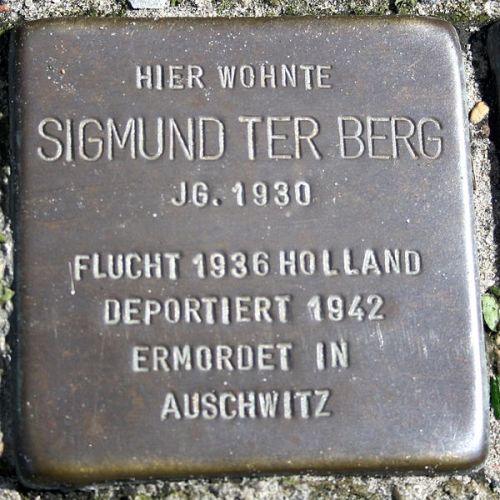 HIER WOHNTE
SIGMUND TER BERG
JG. 1930
FLUCHT 1936 HOLLAND
DEPORTIERT 1942
ERMORDET IN
AUSCHWITZ